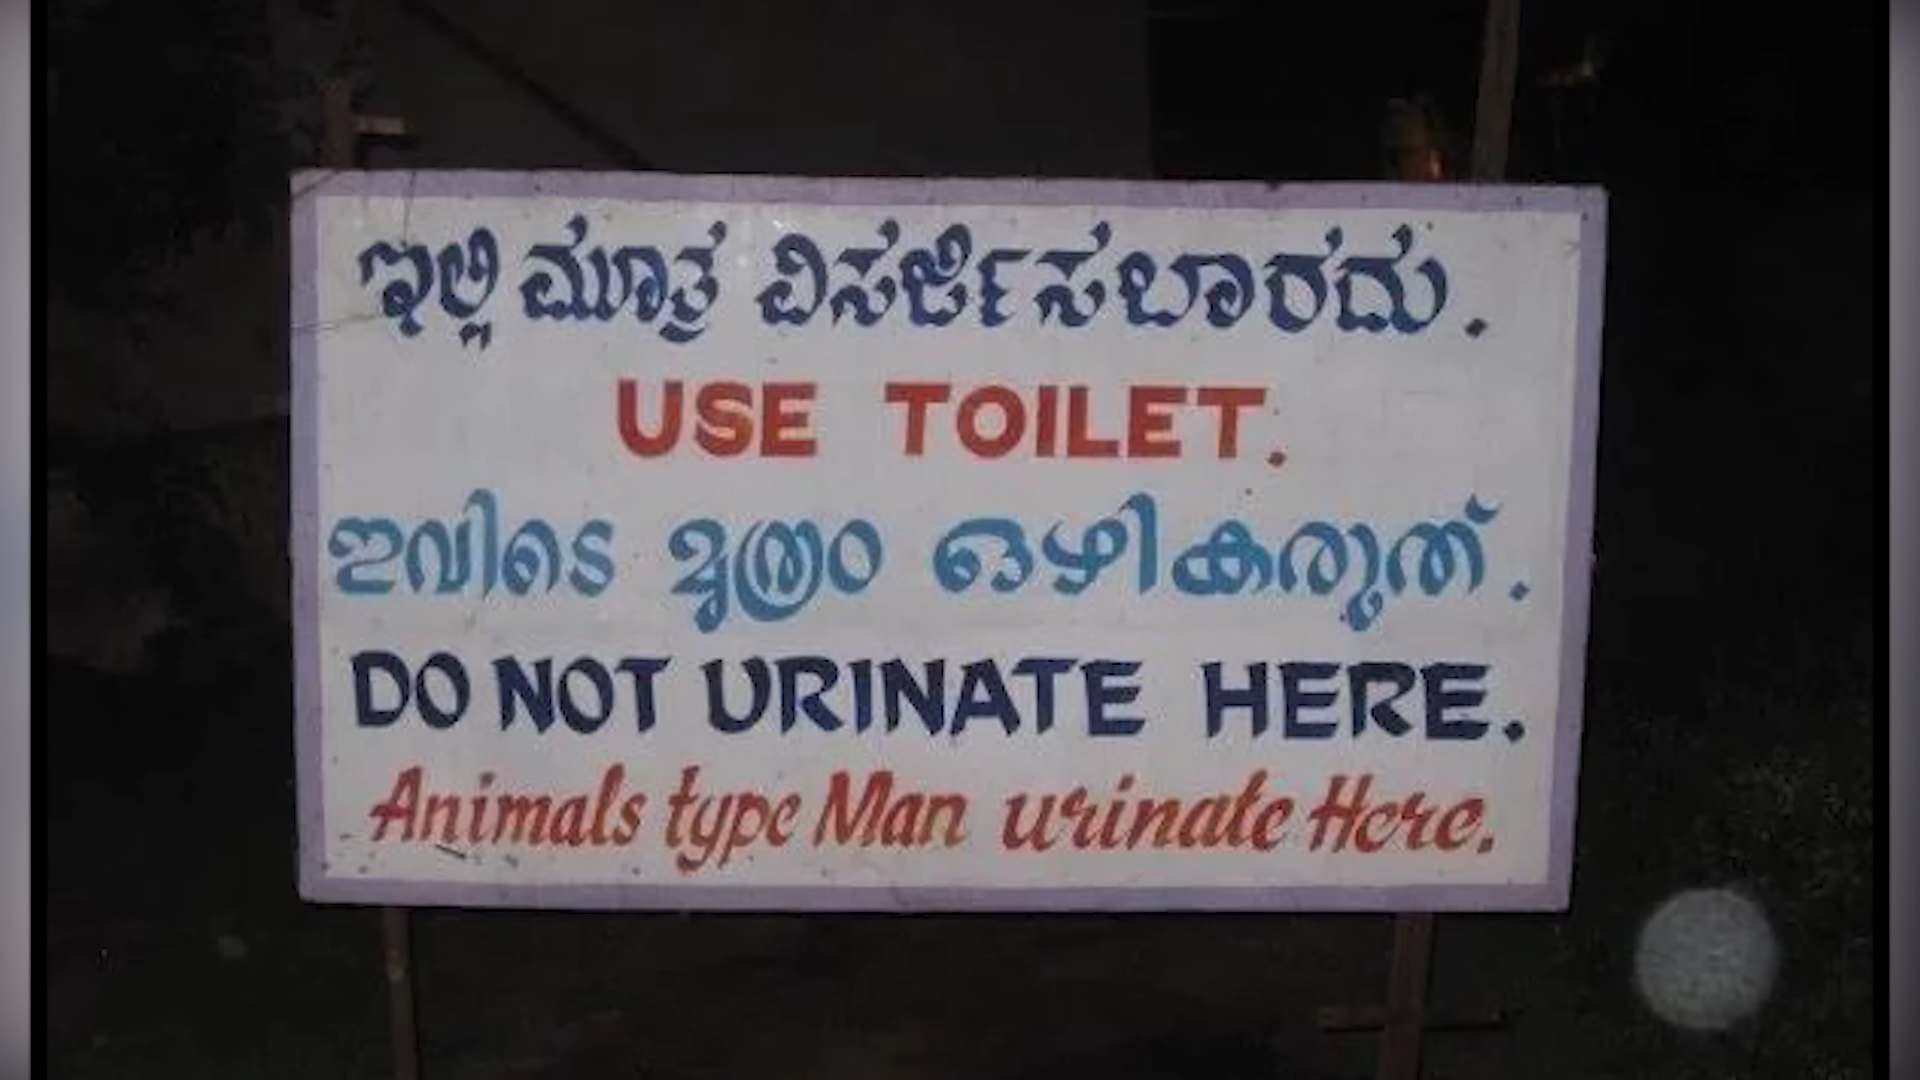 ಇಲ್ಲಿ ಮೂತ್ರ ವಿಸರ್ಜಿಸಬಾರದು.
USE TOILET.
ഇവിടെ മൂത്രം ഒഴികരുത്.
DO NOT URINATE HERE.
Animals type Man urinate Here.